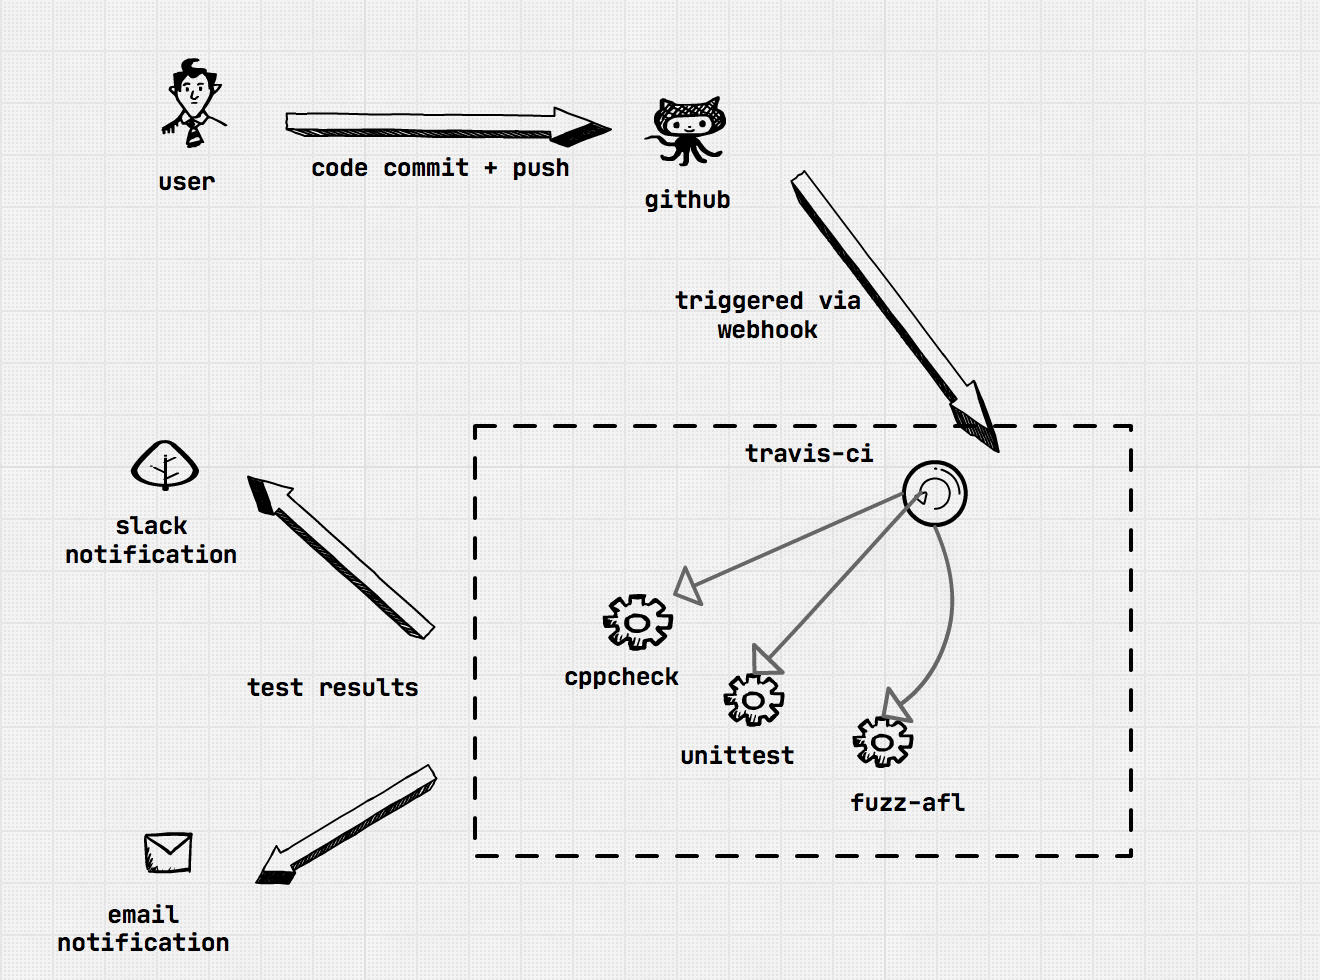 user
code commit + push
github
triggered via
webhook
travis-ci
slack
notification
cppcheck
test results
unittest
fuzz-afl
email
notification